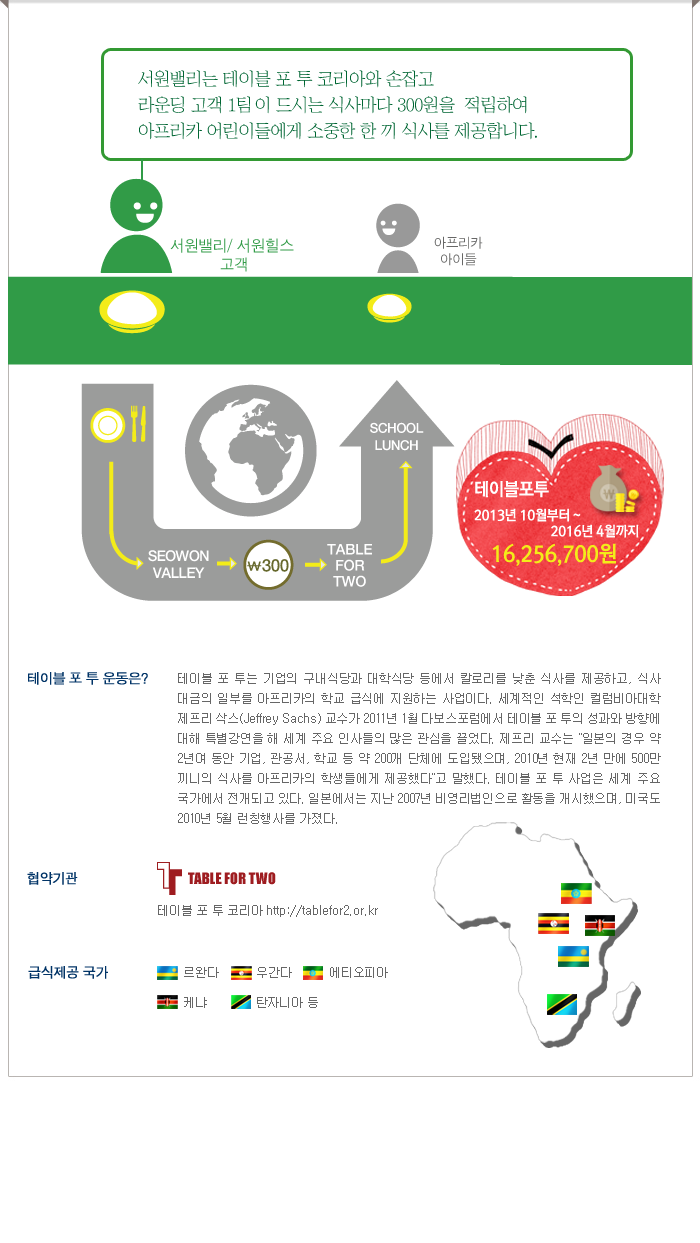 서원밸리는 테이블 포 투 코리아와 손잡고
라운딩 고객 1팀 이 드시는 식사마다 300원을 적립하여
아프리카 어린이들에게 소중한 한 끼 식사를 제공합니다.
서원밸리/ 서원힐스
고객
아프리카
아이들
SCHOOL
LUNCH
SEOWON
VALLEY
₩300
TABLE
FOR
TWO
테이블포투
2013년 10월부터 ~
2016년 4월까지
16,256,700원
테이블 포 투 운동은?
테이블 포 투는 기업의 구내식당과 대학식당 등에서 칼로리를 낮춘 식사를 제공하고, 식사
대금의 일부를 아프리카의 학교 급식에 지원하는 사업이다. 세계적인 석학인 컬럼비아대학
제프리 삭스(Jeffrey Sachs) 교수가 2011년 1월 다보스포럼에서 테이블 포 투의 성과와 방향에
대해 특별강연을 해 세계 주요 인사들의 많은 관심을 끌었다. 제프리 교수는 "일본의 경우 약
2년여 동안 기업, 관공서, 학교 등 약 200개 단체에 도입됐으며, 2010년 현재 2년 만에 500만
끼니의 식사를 아프리카의 학생들에게 제공했다"고 말했다. 테이블 포 투 사업은 세계 주요
국가에서 전개되고 있다. 일본에서는 지난 2007년 비영리법인으로 활동을 개시했으며, 미국도
2010년 5월 런칭행사를 가졌다.
협약기관
TABLE FOR TWO
테이블 포 투 코리아 http://tablefor2.or.kr
급식제공 국가
르완다 우간다 에티오피아
케냐 탄자니아 등